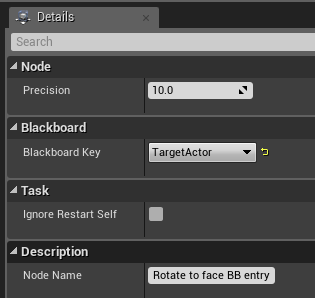 Details
Search
Node
Precision 10.0
Blackboard
Blackboard Key TargetActor
Task
Ignore Restart Self
Description
Node Name Rotate to face BB entry